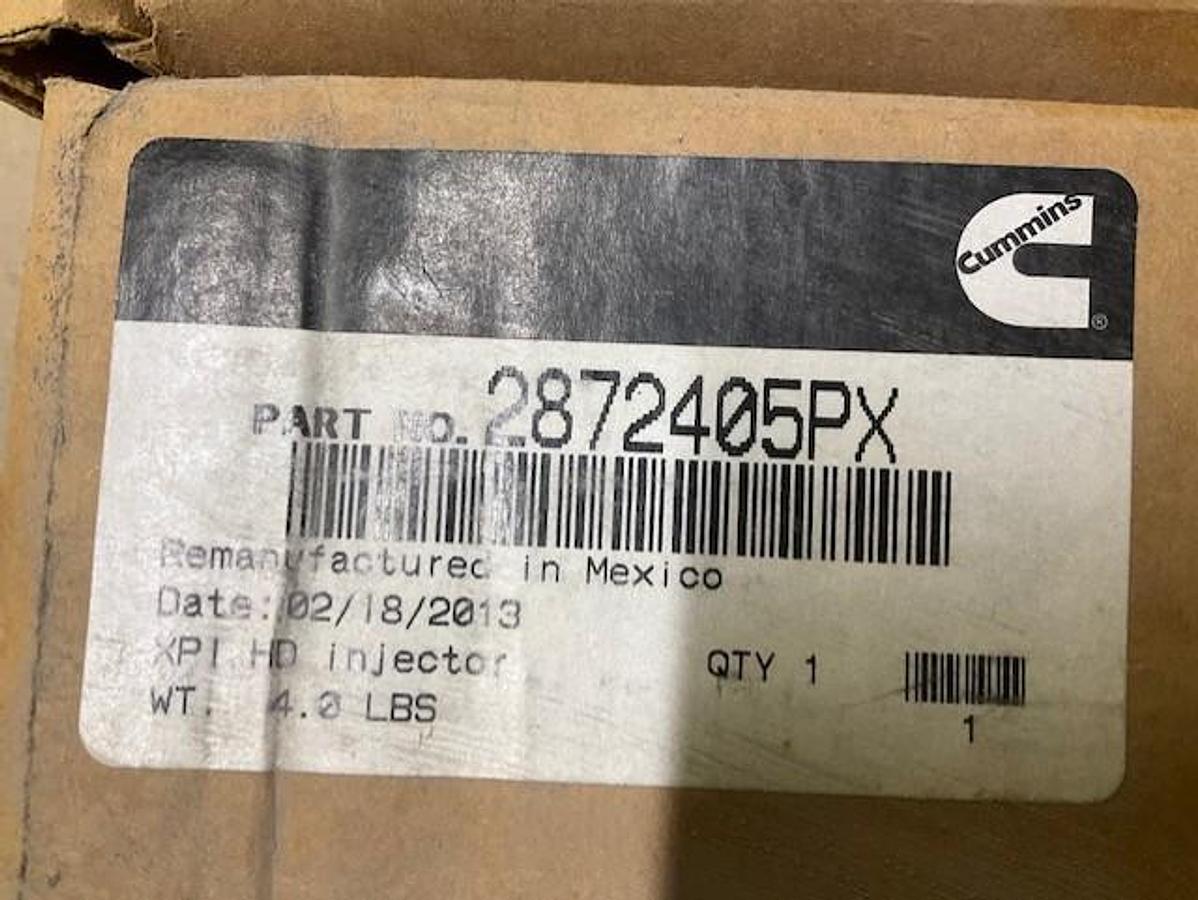 Cummins
®
PART NO. 2872405PX
Remanufactured in Mexico
Date: 02/18/2013
XPI HD injector
QTY 1
WT. 4.0 LBS
1